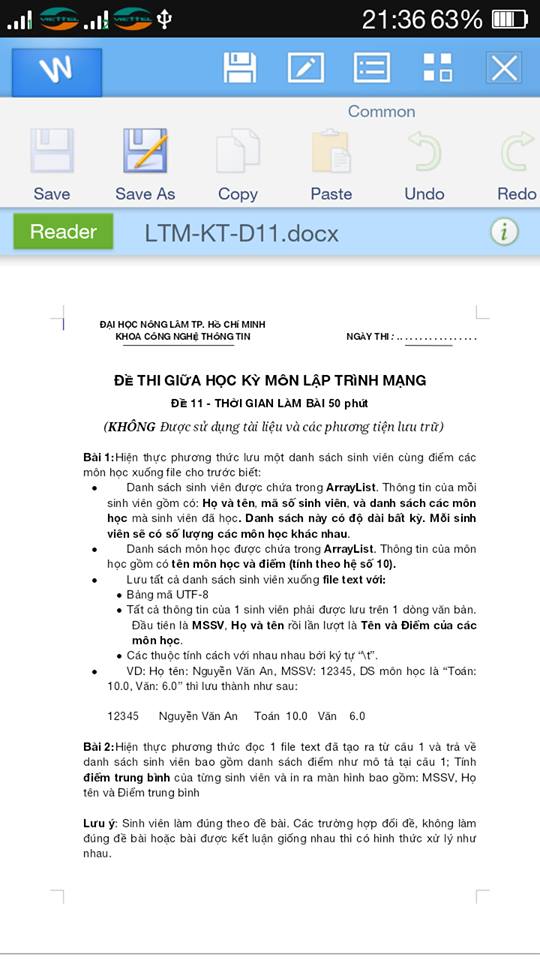 VIETTEL VIETTEL 21:36 63%
W
Common
Save Save As Copy Paste Undo Redo
Reader LTM-KT-D11.docx i
ĐẠI HỌC NÔNG LÂM TP. HỒ CHÍ MINH
KHOA CÔNG NGHỆ THÔNG TIN NGÀY THI : ................
ĐỀ THI GIỮA HỌC KỲ MÔN LẬP TRÌNH MẠNG
ĐỀ 11 - THỜI GIAN LÀM BÀI 50 phút
(KHÔNG Được sử dụng tài liệu và các phương tiện lưu trữ)
Bài 1:Hiện thực phương thức lưu một danh sách sinh viên cùng điểm các
môn học xuống file cho trước biết:
● Danh sách sinh viên được chứa trong ArrayList. Thông tin của mỗi
sinh viên gồm có: Họ và tên, mã số sinh viên, và danh sách các môn
học mà sinh viên đã học. Danh sách này có độ dài bất kỳ. Mỗi sinh
viên sẽ có số lượng các môn học khác nhau.
● Danh sách môn học được chứa trong ArrayList. Thông tin của môn
học gồm có tên môn học và điểm (tính theo hệ số 10).
● Lưu tất cả danh sách sinh viên xuống file text với:
● Bảng mã UTF-8
● Tất cả thông tin của 1 sinh viên phải được lưu trên 1 dòng văn bản.
Đầu tiên là MSSV, Họ và tên rồi lần lượt là Tên và Điểm của các
môn học.
● Các thuộc tính cách với nhau nhau bới ký tự “\t”.
● VD: Họ tên: Nguyễn Văn An, MSSV: 12345, DS môn học là “Toán:
10.0, Văn: 6.0” thì lưu thành như sau:
12345 Nguyễn Văn An Toán 10.0 Văn 6.0
Bài 2:Hiện thực phương thức đọc 1 file text đã tạo ra từ câu 1 và trả về
danh sách sinh viên bao gồm danh sách điểm như mô tả tại câu 1; Tính
điểm trung bình của từng sinh viên và in ra màn hình bao gồm: MSSV, Họ
tên và Điểm trung bình
Lưu ý: Sinh viên làm đúng theo đề bài. Các trường hợp đổi đề, không làm
đúng đề bài hoặc bài được kết luận giống nhau thì có hình thức xử lý như
nhau.